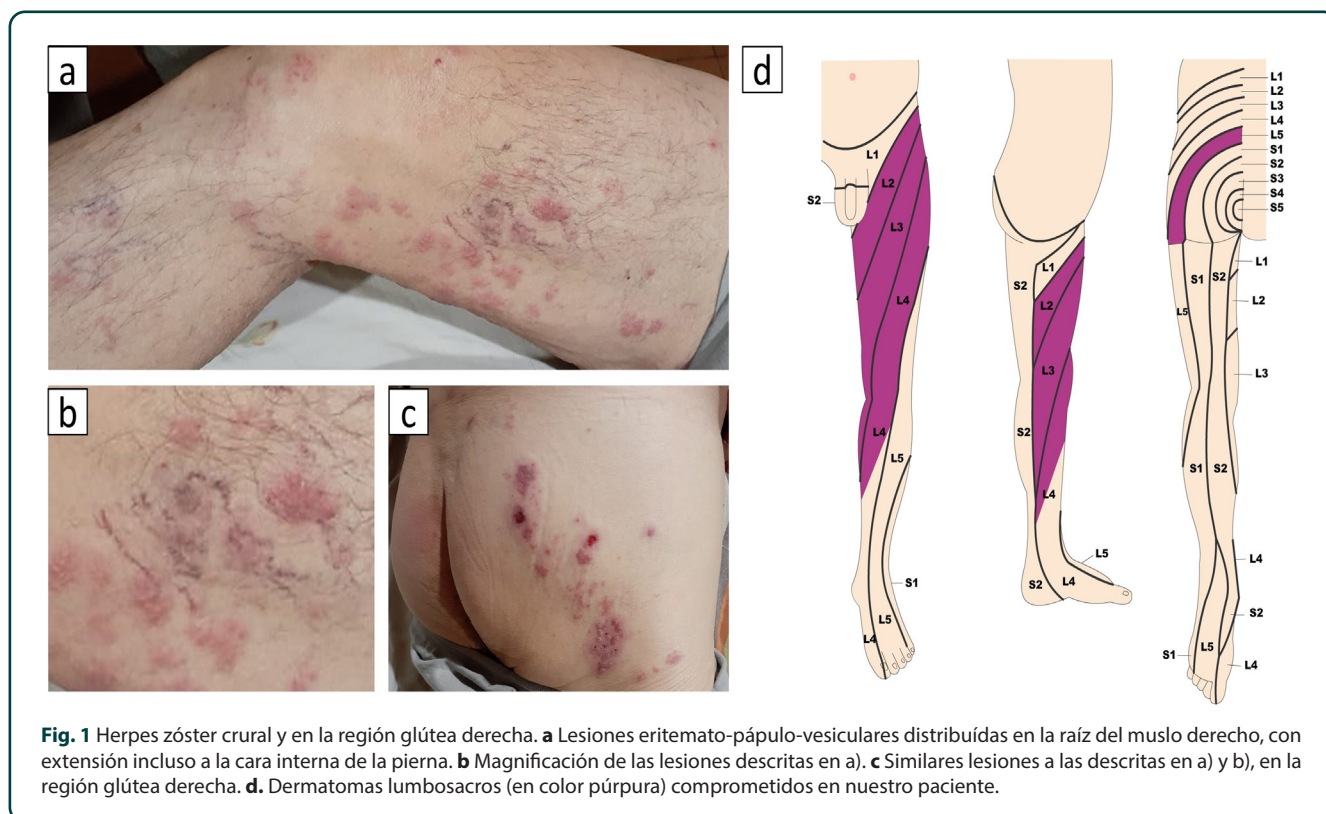 a
b
c
d
L1
L2
L3
L4
L4
L5
S1
L5
L4
S2
L1
S2
L2
L3
S2
L4
L5
S2
L4
L1
L2
L3
L4
L5
S1
S2
S3
S4
S5
S1
S2
L1
L2
L5
L3
S1
S2
L4
S2
S1
L5
L4
Fig. 1 Herpes zóster crural y en la región glútea derecha. a Lesiones eritemato-pápulo-vesiculares distribuídas en la raíz del muslo derecho, con
extensión incluso a la cara interna de la pierna. b Magnificación de las lesiones descritas en a). c Similares lesiones a las descritas en a) y b), en la
región glútea derecha. d. Dermatomas lumbosacros (en color púrpura) comprometidos en nuestro paciente.